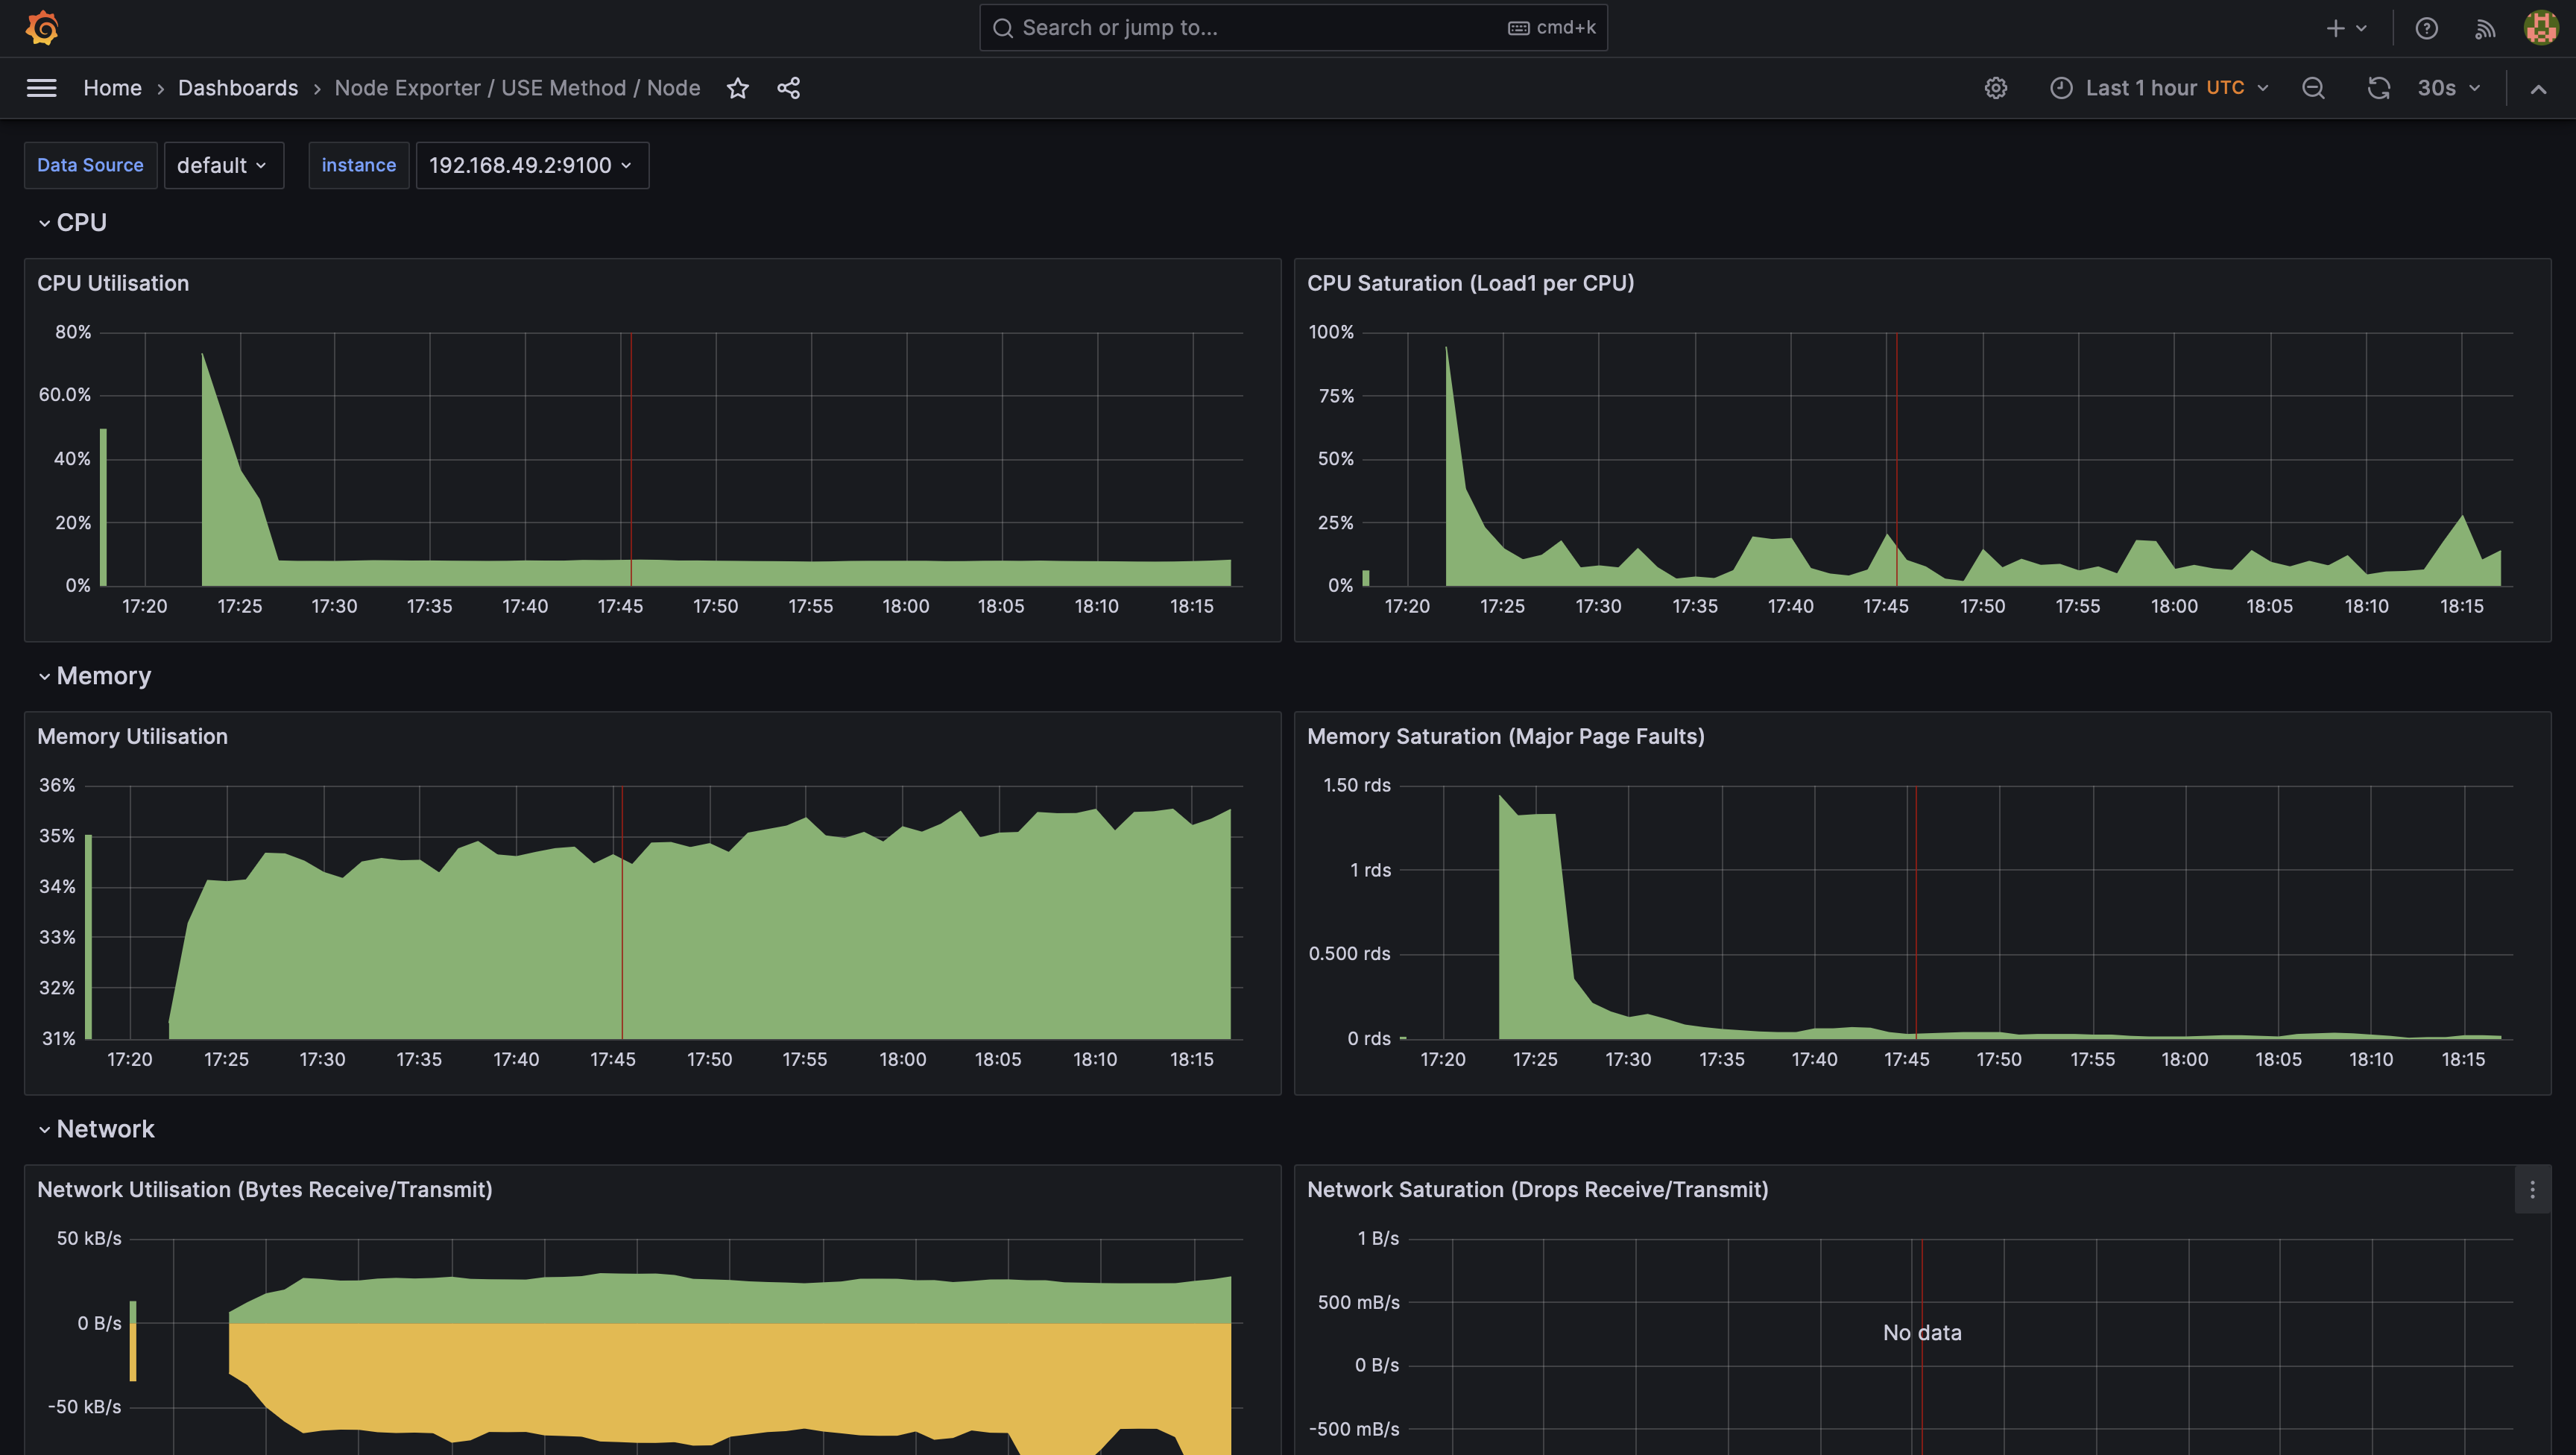 Search or jump to... cmd+k
Home › Dashboards › Node Exporter / USE Method / Node
Last 1 hour UTC
30s
Data Source default instance 192.168.49.2:9100
CPU
CPU Utilisation
80%
60.0%
40%
20%
0%
17:20 17:25 17:30 17:35 17:40 17:45 17:50 17:55 18:00 18:05 18:10 18:15
CPU Saturation (Load1 per CPU)
100%
75%
50%
25%
0%
17:20 17:25 17:30 17:35 17:40 17:45 17:50 17:55 18:00 18:05 18:10 18:15
Memory
Memory Utilisation
36%
35%
34%
33%
32%
31%
17:20 17:25 17:30 17:35 17:40 17:45 17:50 17:55 18:00 18:05 18:10 18:15
Memory Saturation (Major Page Faults)
1.50 rds
1 rds
0.500 rds
0 rds
17:20 17:25 17:30 17:35 17:40 17:45 17:50 17:55 18:00 18:05 18:10 18:15
Network
Network Utilisation (Bytes Receive/Transmit)
50 kB/s
0 B/s
-50 kB/s
Network Saturation (Drops Receive/Transmit)
1 B/s
500 mB/s
No data
0 B/s
-500 mB/s